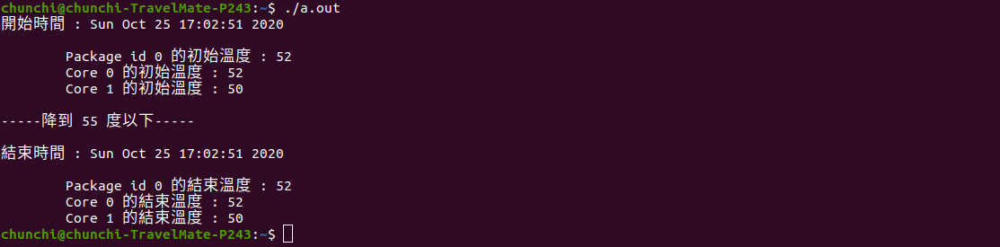 chunchi@chunchi-TravelMate-P243:~$ ./a.out
開始時間 : Sun Oct 25 17:02:51 2020
Package id 0 的初始溫度 : 52
Core 0 的初始溫度 : 52
Core 1 的初始溫度 : 50
-----降到 55 度以下-----
結束時間 : Sun Oct 25 17:02:51 2020
Package id 0 的結束溫度 : 52
Core 0 的結束溫度 : 52
Core 1 的結束溫度 : 50
chunchi@chunchi-TravelMate-P243:~$